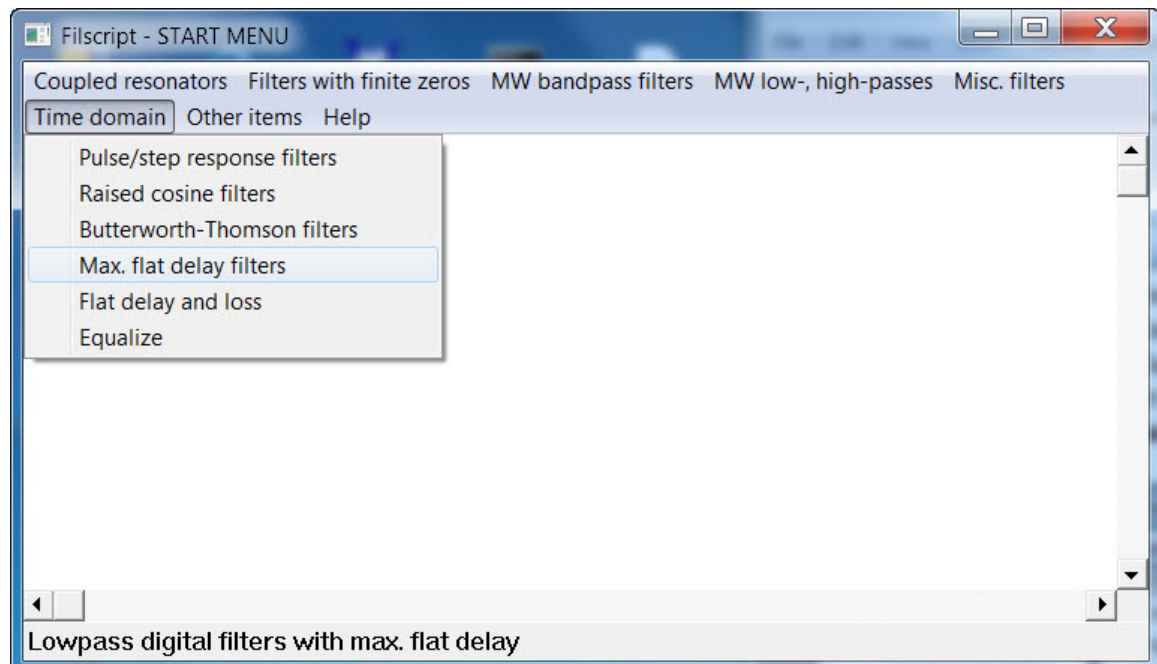 Filscript - START MENU
Coupled resonators Filters with finite zeros MW bandpass filters MW low-, high-passes Misc. filters
Time domain Other items Help
Pulse/step response filters
Raised cosine filters
Butterworth-Thomson filters
Max. flat delay filters
Flat delay and loss
Equalize
Lowpass digital filters with max. flat delay